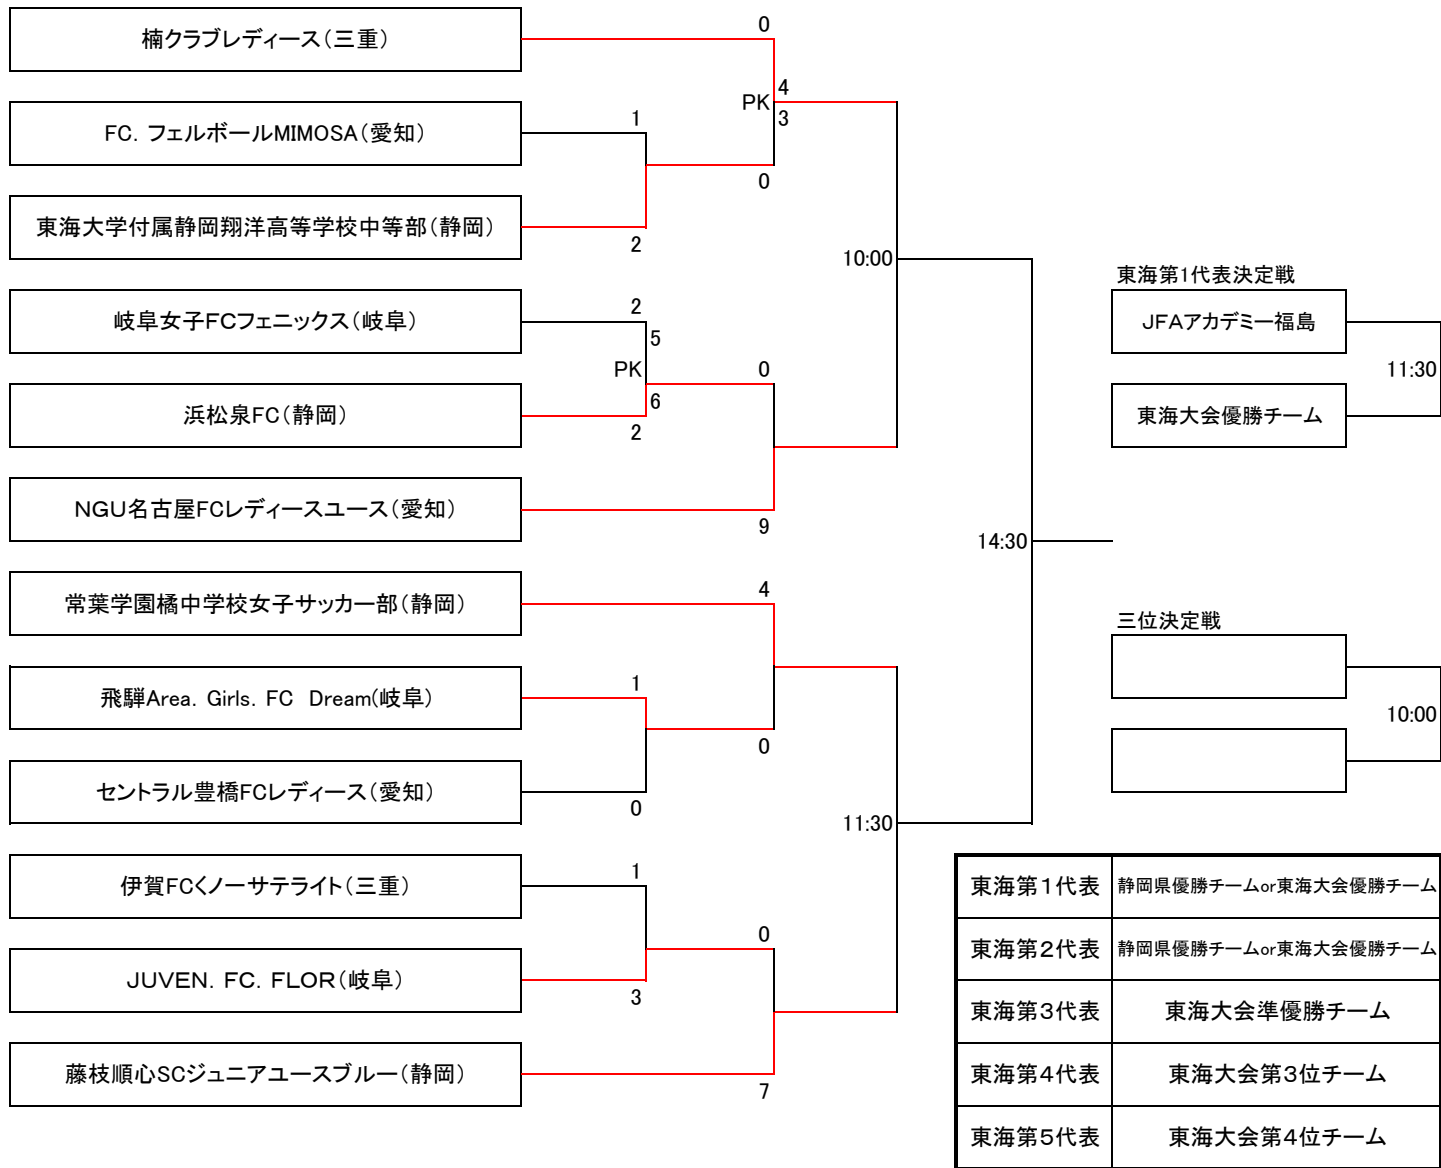 楠クラブレディース(三重)
0
4
PK
3
FC．フェルボールMIMOSA(愛知)
1
0
東海大学付属静岡翔洋高等学校中等部(静岡)
2
10:00
岐阜女子FCフェニックス(岐阜)
2
5
PK
0
浜松泉FC(静岡)
6
2
NGU名古屋FCレディースユース(愛知)
9
14:30
常葉学園橘中学校女子サッカー部(静岡)
4
飛騨Area．Girls．FC　Dream(岐阜)
1
0
セントラル豊橋FCレディース(愛知)
0
11:30
伊賀FCくノ一サテライト(三重)
1
0
JUVEN．FC．FLOR(岐阜)
3
藤枝順心SCジュニアユースブルー(静岡)
7
東海第1代表決定戦
JFAアカデミー福島
11:30
東海大会優勝チーム
三位決定戦
10:00
東海第１代表 静岡県優勝チームor東海大会優勝チーム
東海第２代表 静岡県優勝チームor東海大会優勝チーム
東海第３代表 東海大会準優勝チーム
東海第４代表 東海大会第３位チーム
東海第５代表 東海大会第４位チーム